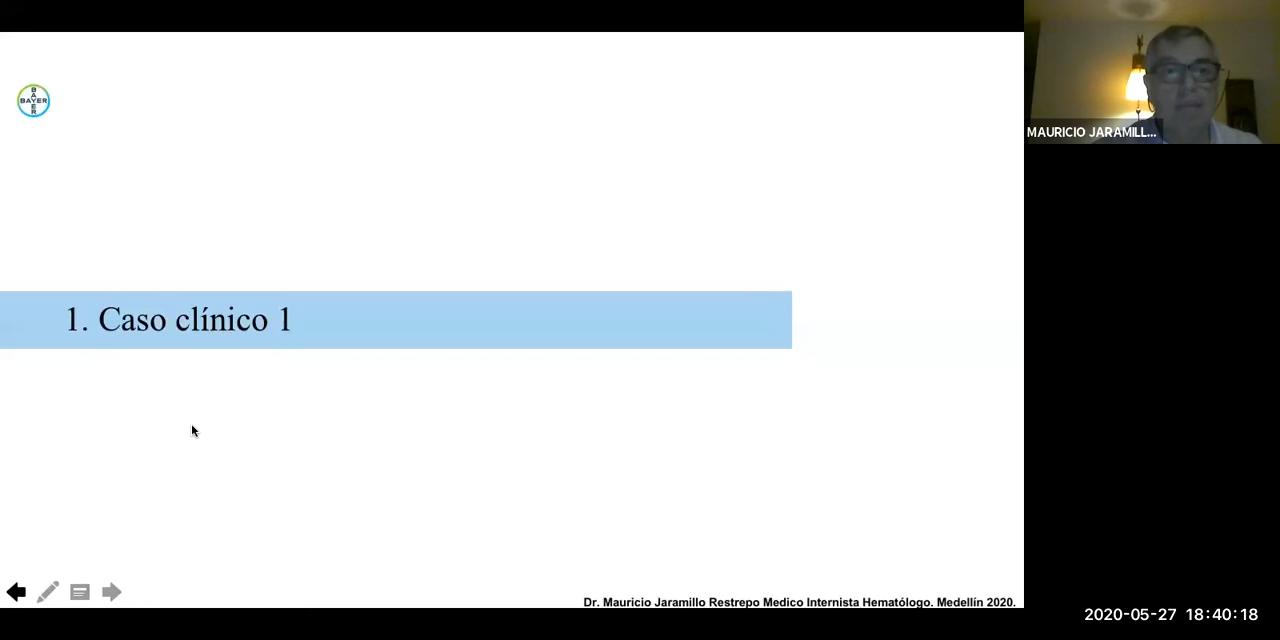 BAYER
BAYER
MAURICIO JARAMILL...
1. Caso clínico 1
Dr. Mauricio Jaramillo Restrepo Medico Internista Hematólogo. Medellín 2020.
2020-05-27 18:40:18